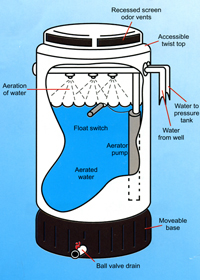 Recessed screen
odor vents
Accessible
twist top
Aeration
of water
Water to
pressure
tank
Water
from well
Float switch
Aerator
pump
Aerated
water
Moveable
base
Ball valve drain